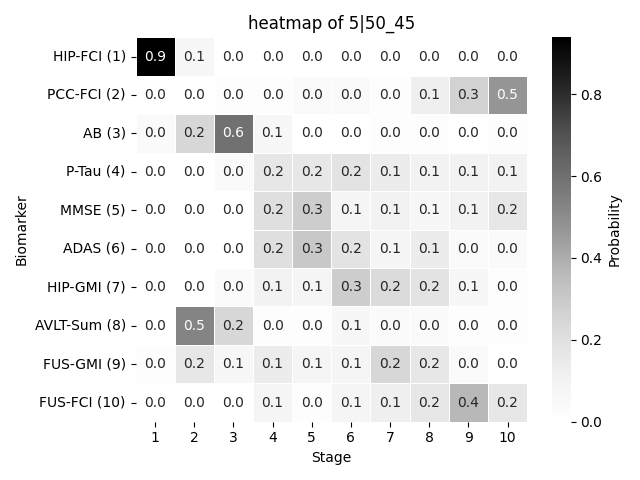 heatmap of 5|50_45
HIP-FCI (1) 0.9 0.1 0.0 0.0 0.0 0.0 0.0 0.0 0.0 0.0
PCC-FCI (2) 0.0 0.0 0.0 0.0 0.0 0.0 0.0 0.1 0.3 0.5
AB (3) 0.0 0.2 0.6 0.1 0.0 0.0 0.0 0.0 0.0 0.0
P-Tau (4) 0.0 0.0 0.0 0.2 0.2 0.2 0.1 0.1 0.1 0.1
MMSE (5) 0.0 0.0 0.0 0.2 0.3 0.1 0.1 0.1 0.1 0.2
ADAS (6) 0.0 0.0 0.0 0.2 0.3 0.2 0.1 0.1 0.0 0.0
HIP-GMI (7) 0.0 0.0 0.0 0.1 0.1 0.3 0.2 0.2 0.1 0.0
AVLT-Sum (8) 0.0 0.5 0.2 0.0 0.0 0.1 0.0 0.0 0.0 0.0
FUS-GMI (9) 0.0 0.2 0.1 0.1 0.1 0.1 0.2 0.2 0.0 0.0
FUS-FCI (10) 0.0 0.0 0.0 0.1 0.0 0.1 0.1 0.2 0.4 0.2
1 2 3 4 5 6 7 8 9 10
Stage
Biomarker
0.8
0.6
0.4
0.2
0.0
Probability